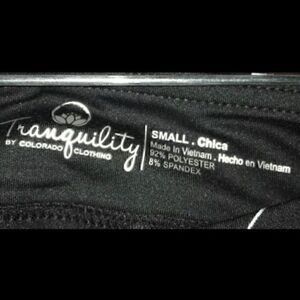 Tranquility
BY COLORADO
CLOTHING
SMALL . Chica
Made in Vietnam . Hecho en Vietnam
92% POLYESTER
8% SPANDEX